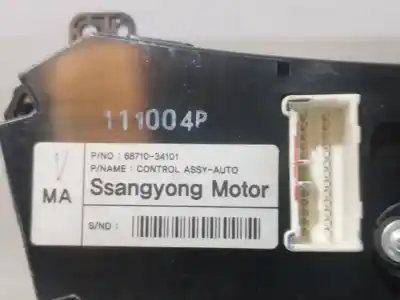 111004P
P/NO : 68710-34101
P/NAME : CONTROL ASSY-AUTO
MA
Ssangyong Motor
S/NO :